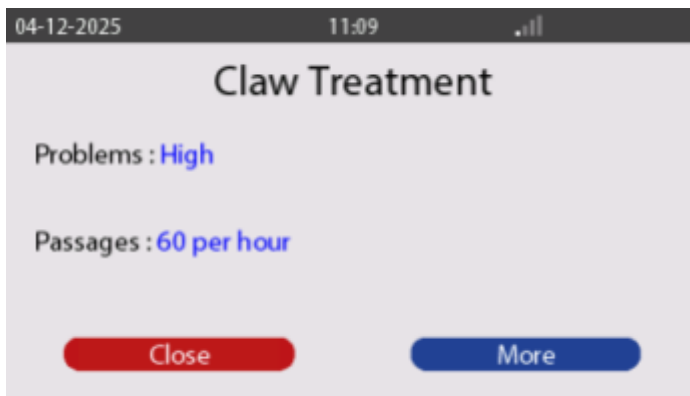 04-12-2025 11:09
Claw Treatment
Problems : High
Passages : 60 per hour
Close More